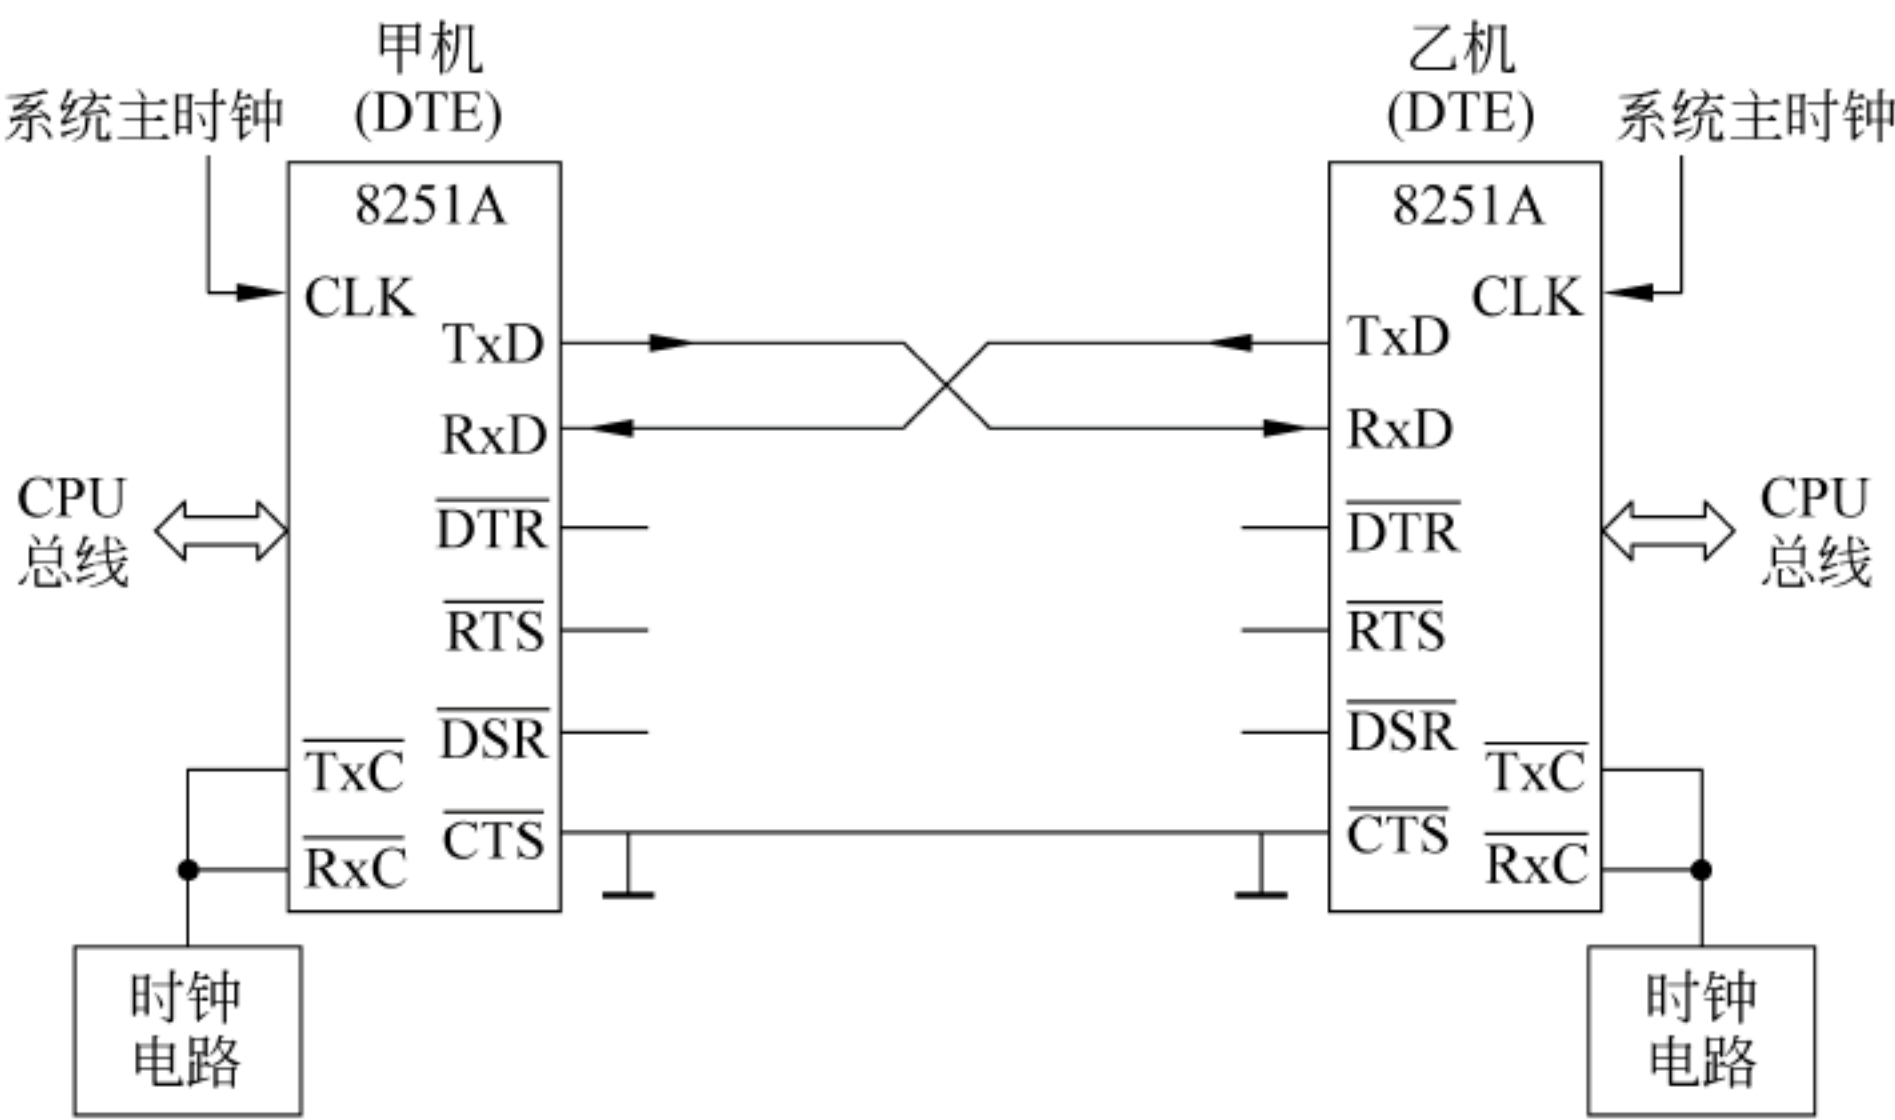 甲机
(DTE)
系统主时钟
8251A
CLK
TxD
RxD
DTR
RTS
DSR
CTS
TxC
RxC
CPU
总线
时钟
电路
乙机
(DTE)
系统主时钟
8251A
CLK
TxD
RxD
DTR
RTS
DSR
CTS
TxC
RxC
CPU
总线
时钟
电路